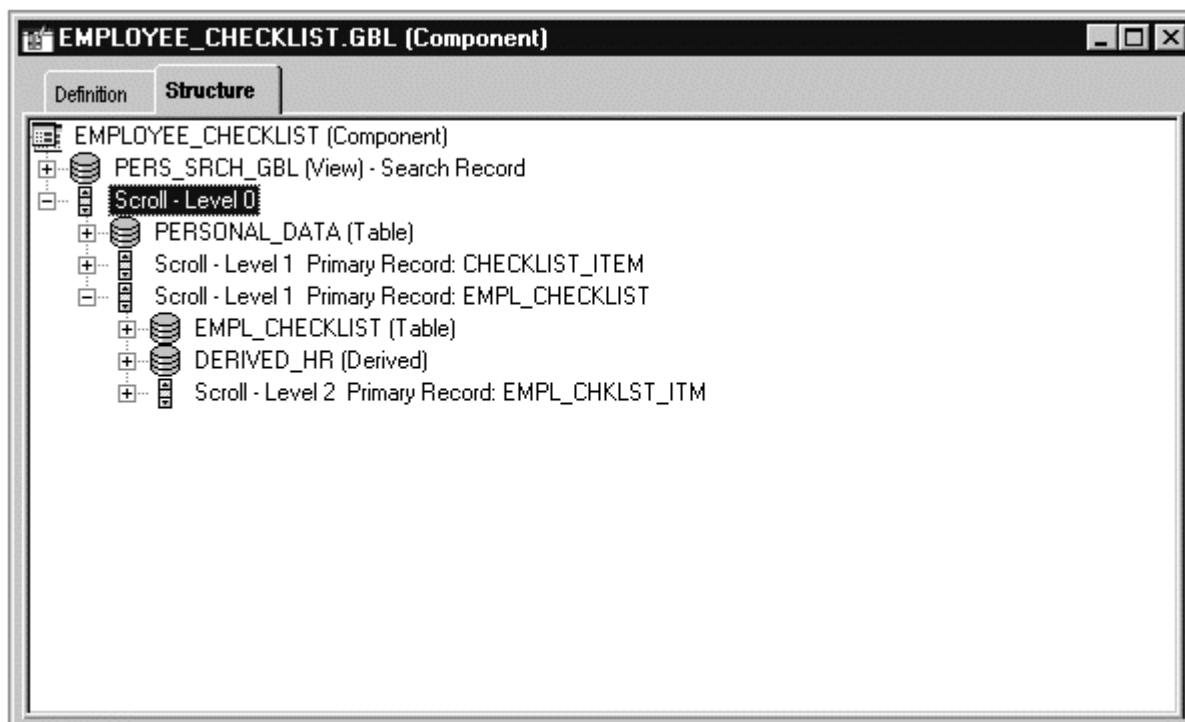 EMPLOYEE_CHECKLIST.GBL (Component)
Definition Structure
EMPLOYEE_CHECKLIST (Component)
PERS_SRCH_GBL (View) - Search Record
Scroll - Level 0
PERSONAL_DATA (Table)
Scroll - Level 1 Primary Record: CHECKLIST_ITEM
Scroll - Level 1 Primary Record: EMPL_CHECKLIST
EMPL_CHECKLIST (Table)
DERIVED_HR (Derived)
Scroll - Level 2 Primary Record: EMPL_CHKLST_ITM